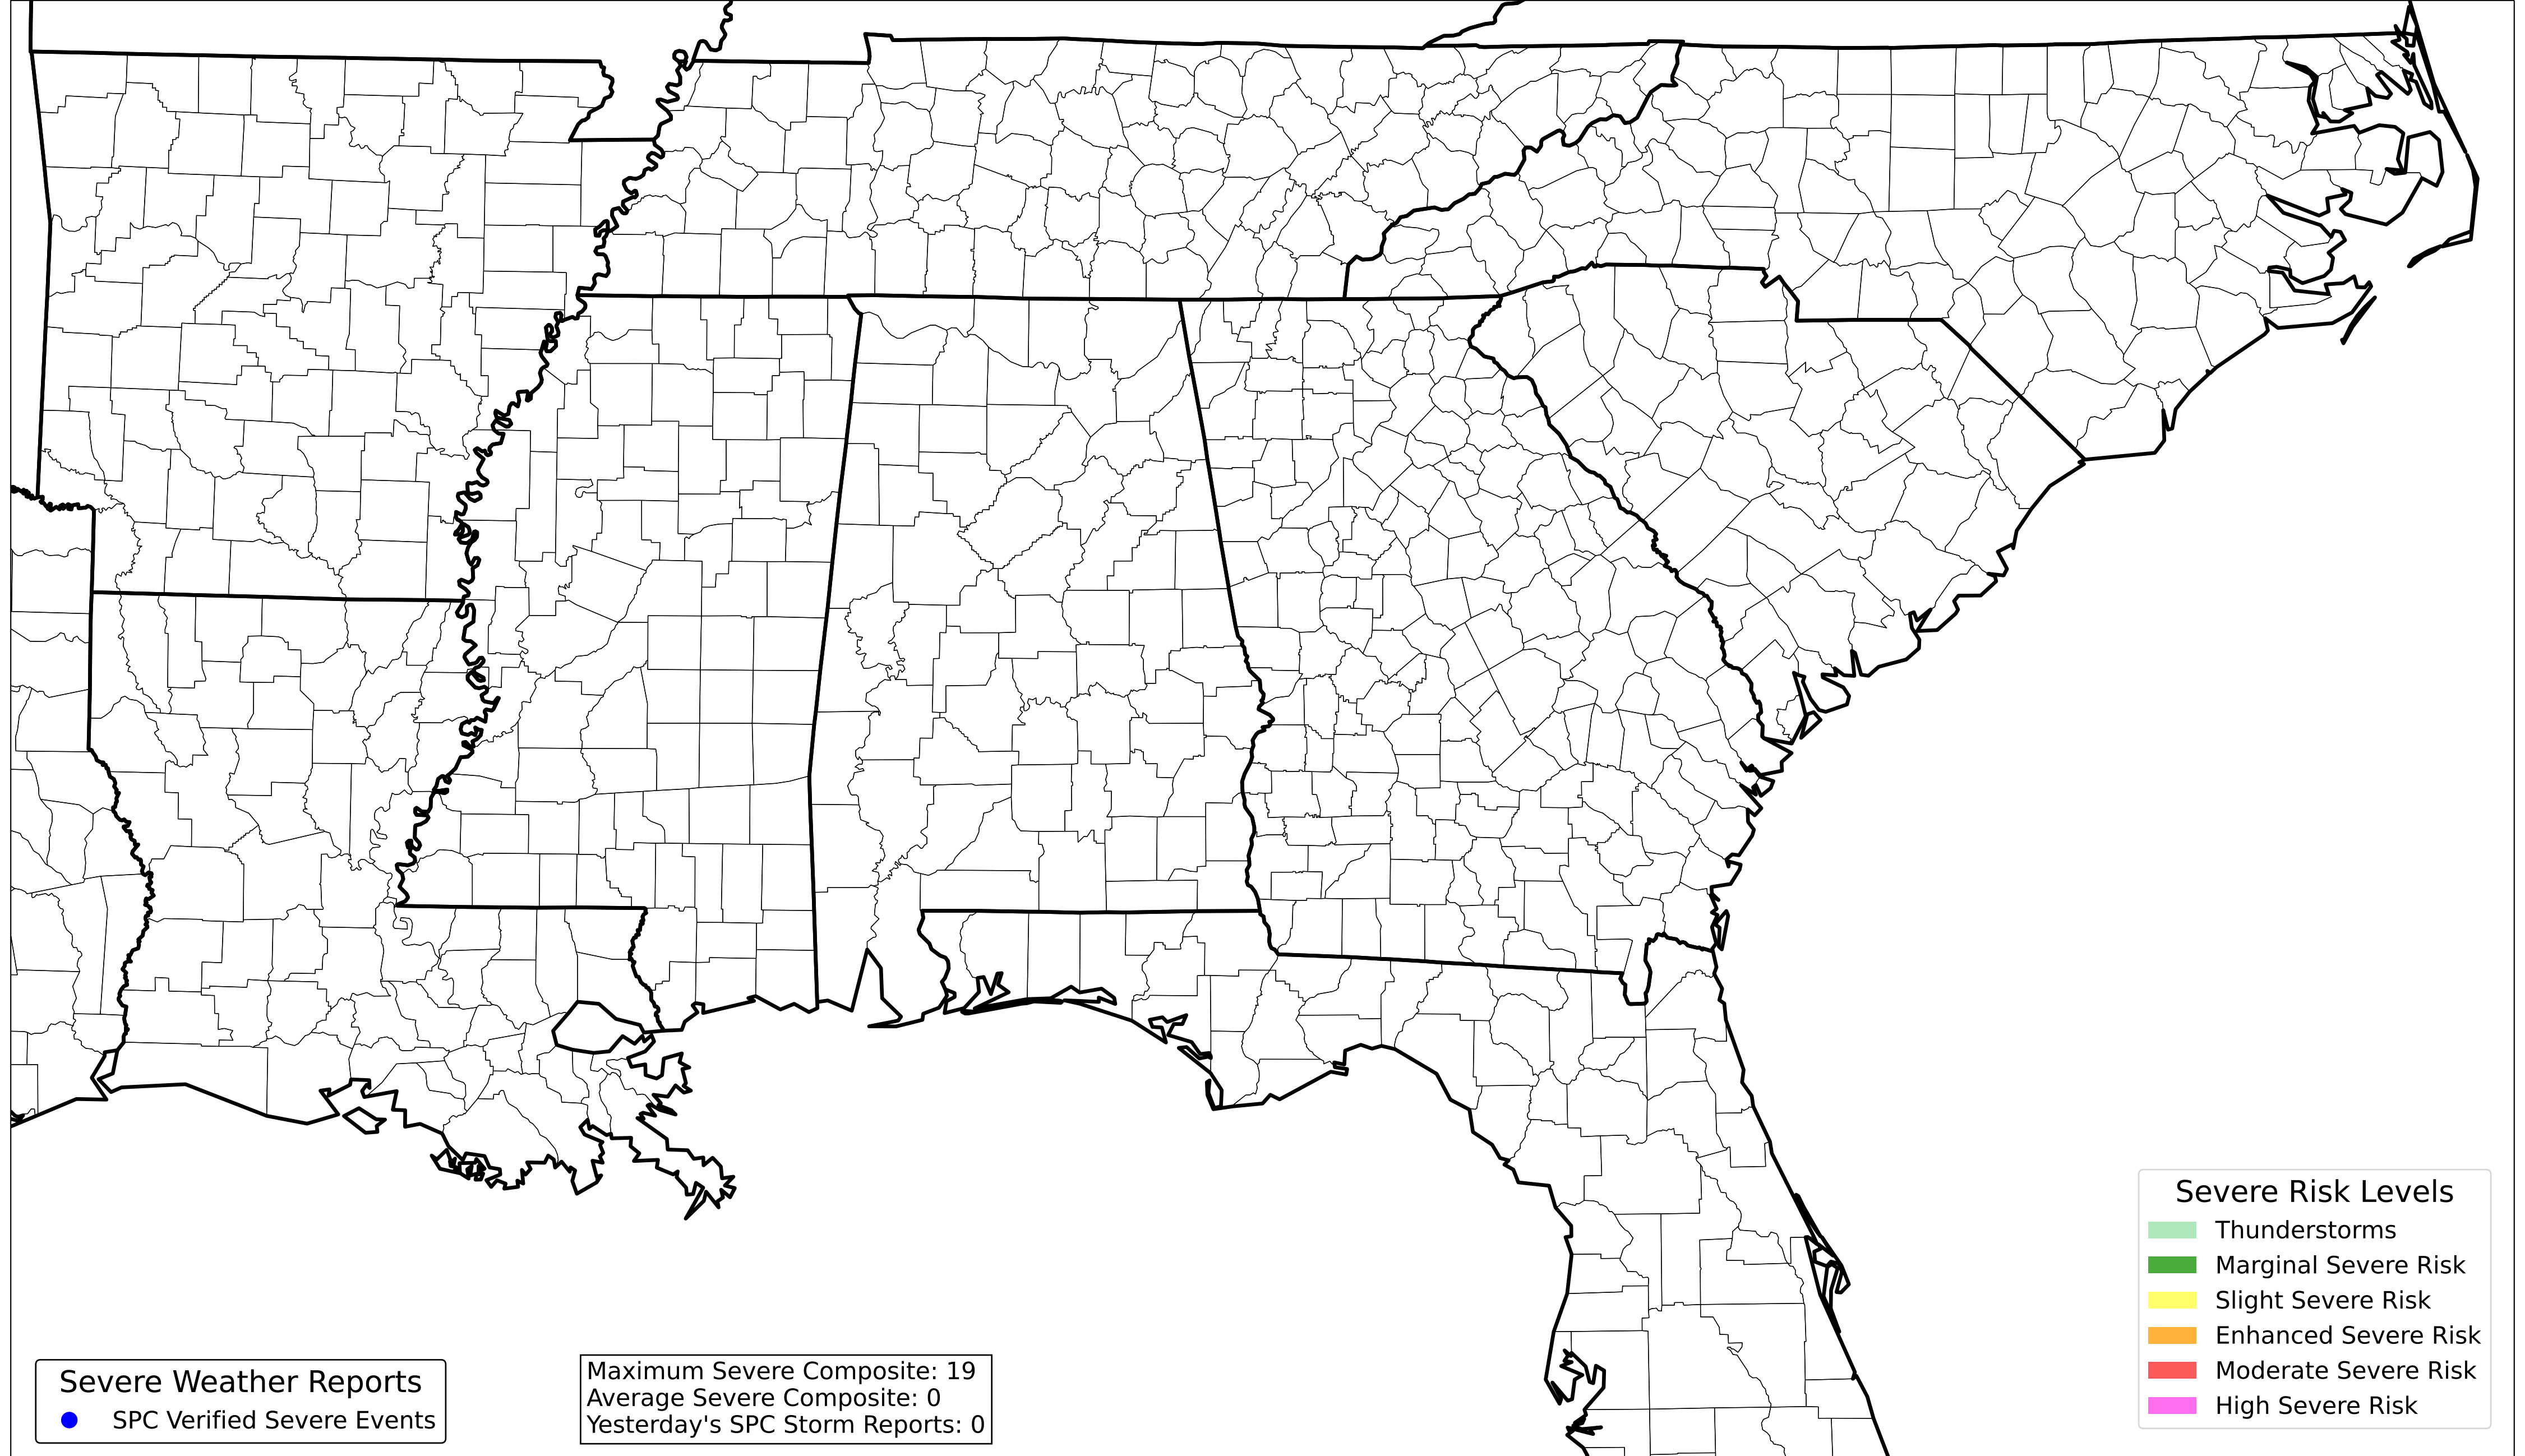 Severe Weather Reports
SPC Verified Severe Events
Maximum Severe Composite: 19
Average Severe Composite: 0
Yesterday's SPC Storm Reports: 0
Severe Risk Levels
Thunderstorms
Marginal Severe Risk
Slight Severe Risk
Enhanced Severe Risk
Moderate Severe Risk
High Severe Risk